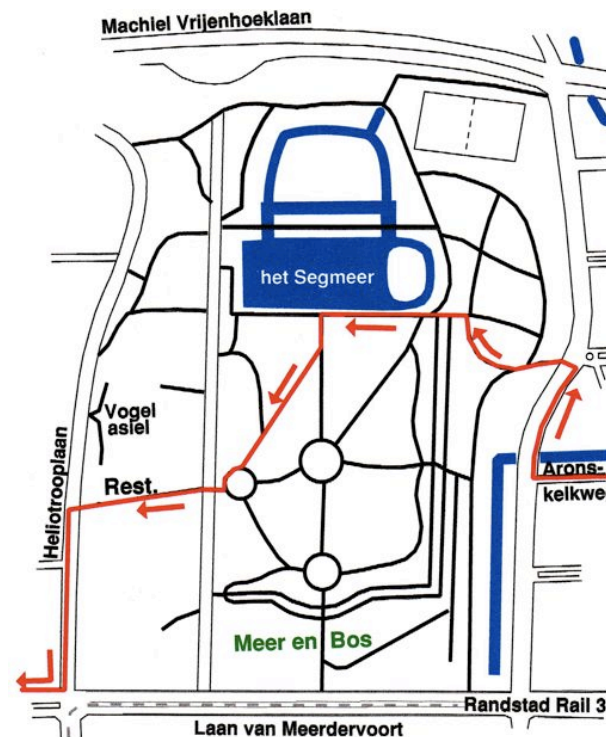 Machiel Vrijenhoeklaan
het Segmeer
Vogel
asiel
Heliotrooplaan
Rest.
Arons-
kelkwe
Meer en Bos
Randstad Rail 3
Laan van Meerdervoort